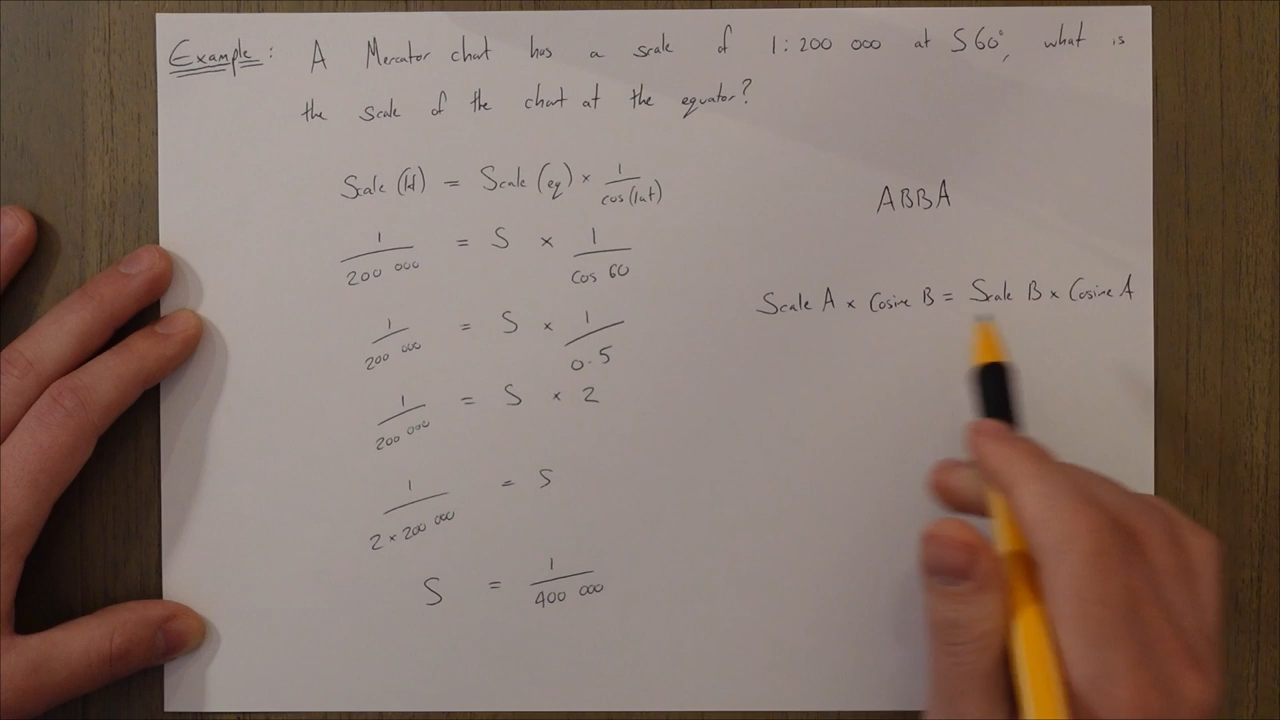 Example: A Mercator chart has a scale of 1:200 000 at S60°, what is
the scale of the chart at the equator?
Scale (lat) = Scale (eq) × 1/cos(lat)
1/200 000 = S × 1/cos 60
1/200 000 = S × 1/0.5
1/200 000 = S × 2
1/2×200 000 = S
S = 1/400 000
ABBA
Scale A × Cosine B = Scale B × Cosine A